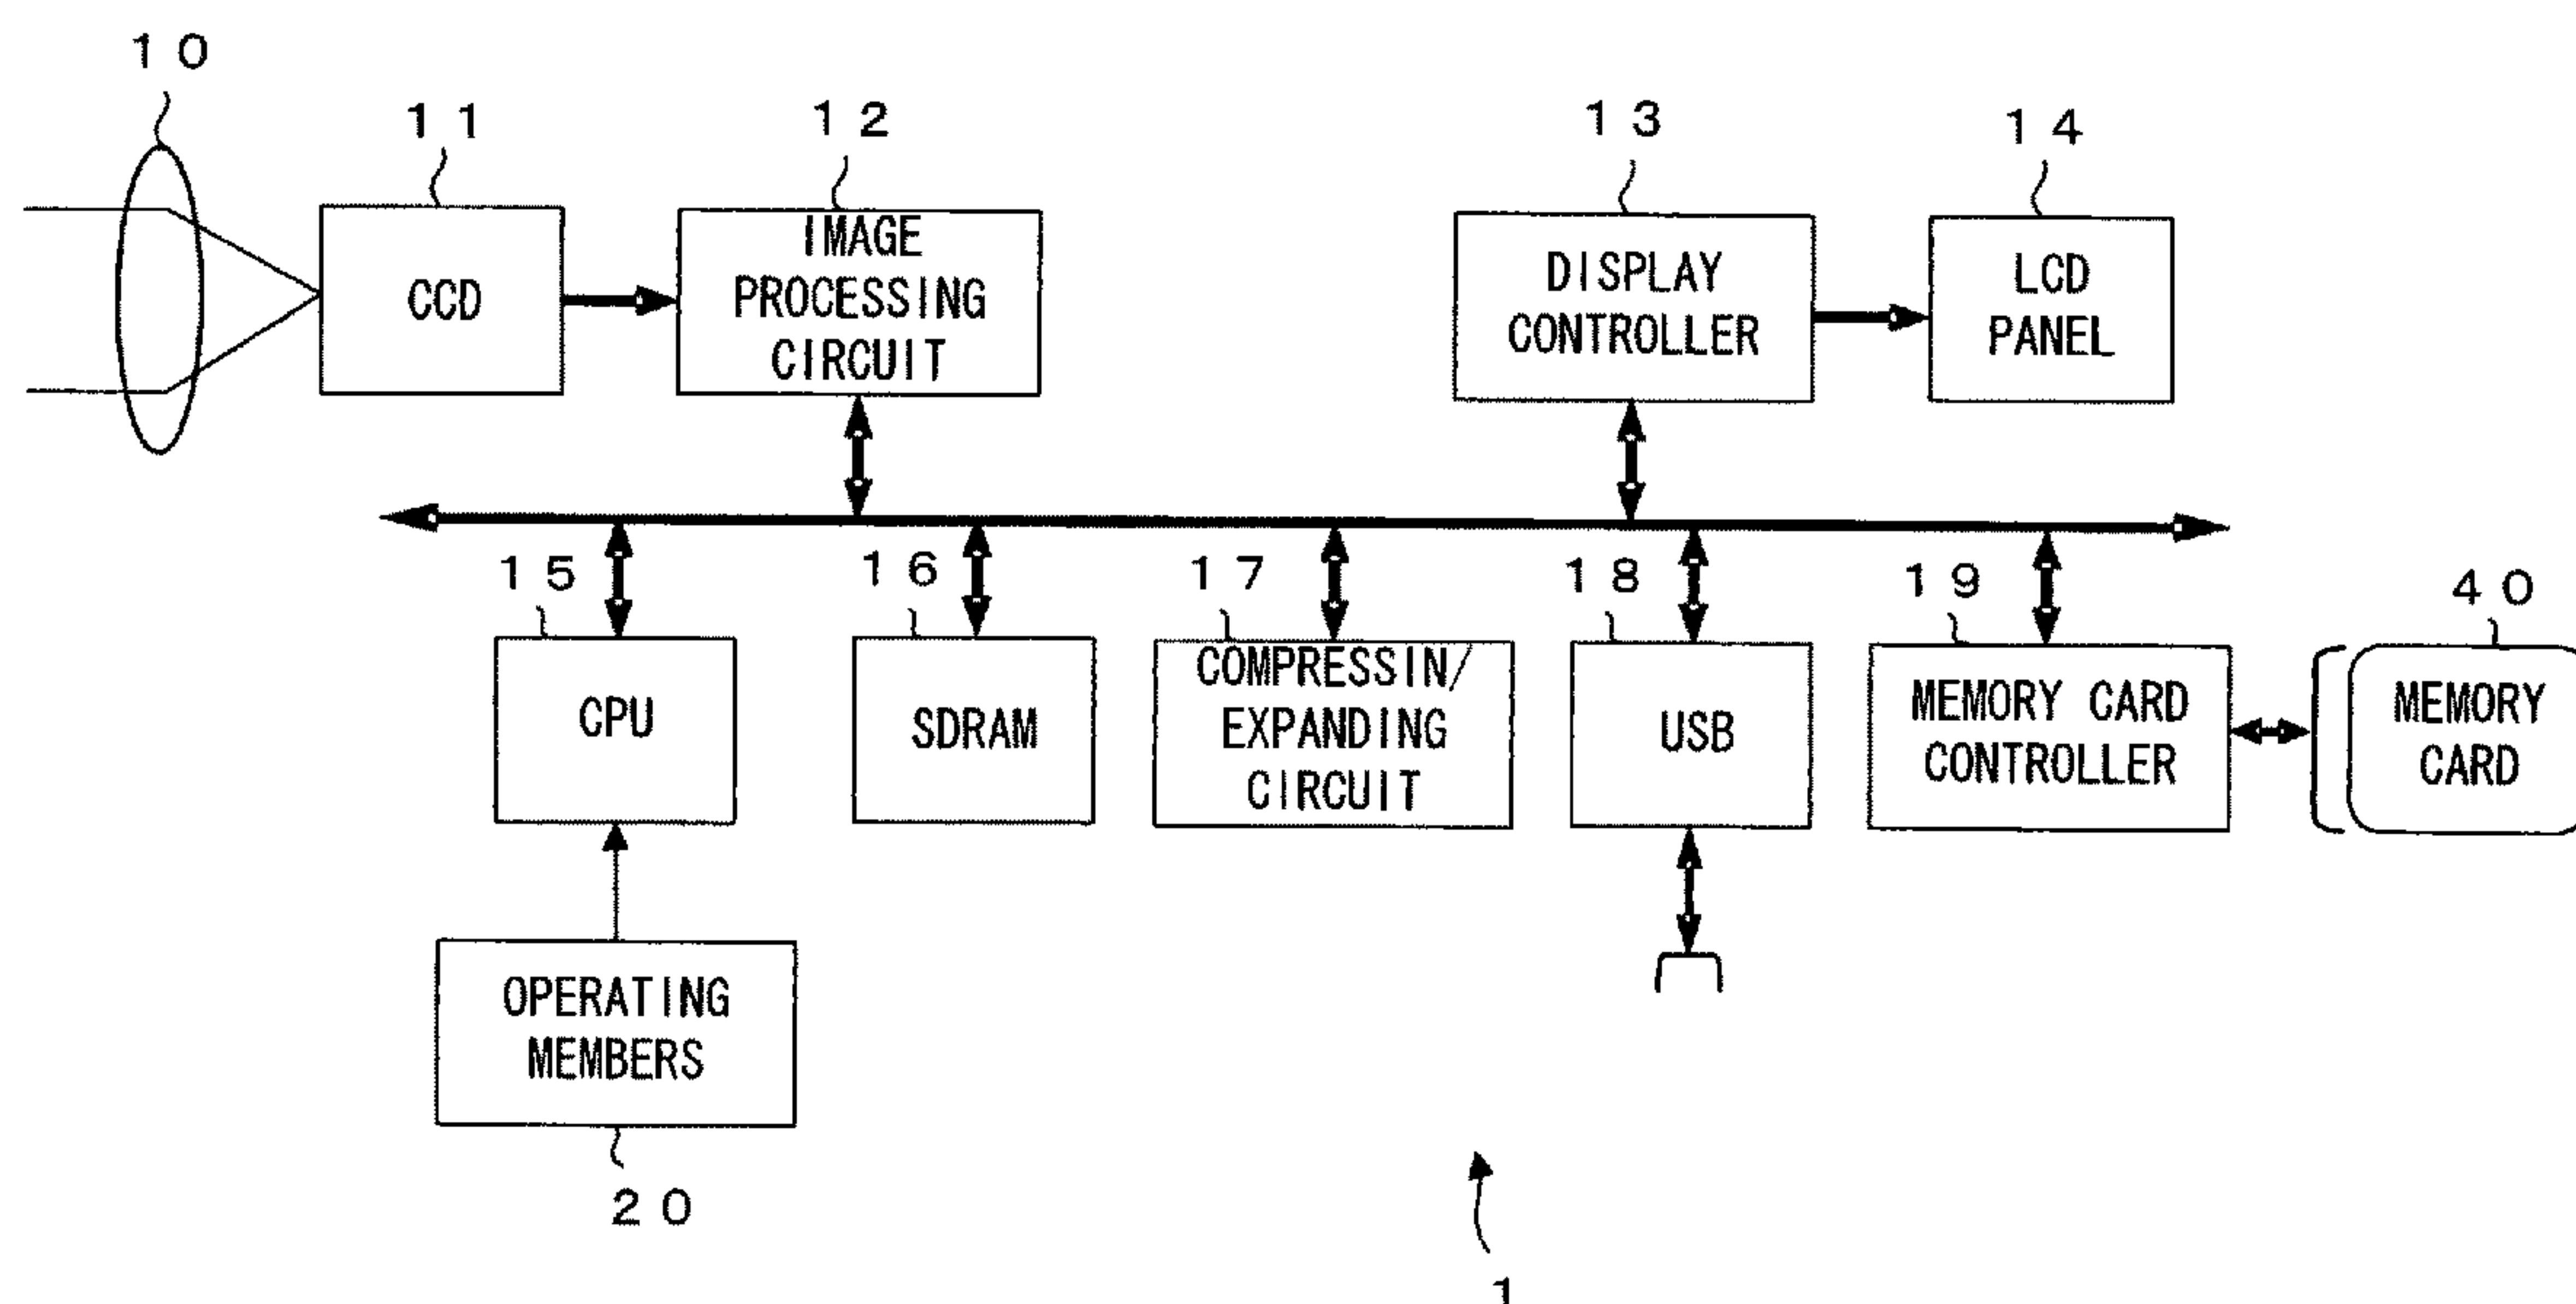 10
11
12
13
14
CCD
IMAGE
PROCESSING
CIRCUIT
DISPLAY
CONTROLLER
LCD
PANEL
15
16
17
18
19
40
CPU
SDRAM
COMPRESSIN/
EXPANDING
CIRCUIT
USB
MEMORY CARD
CONTROLLER
MEMORY
CARD
OPERATING
MEMBERS
20
1